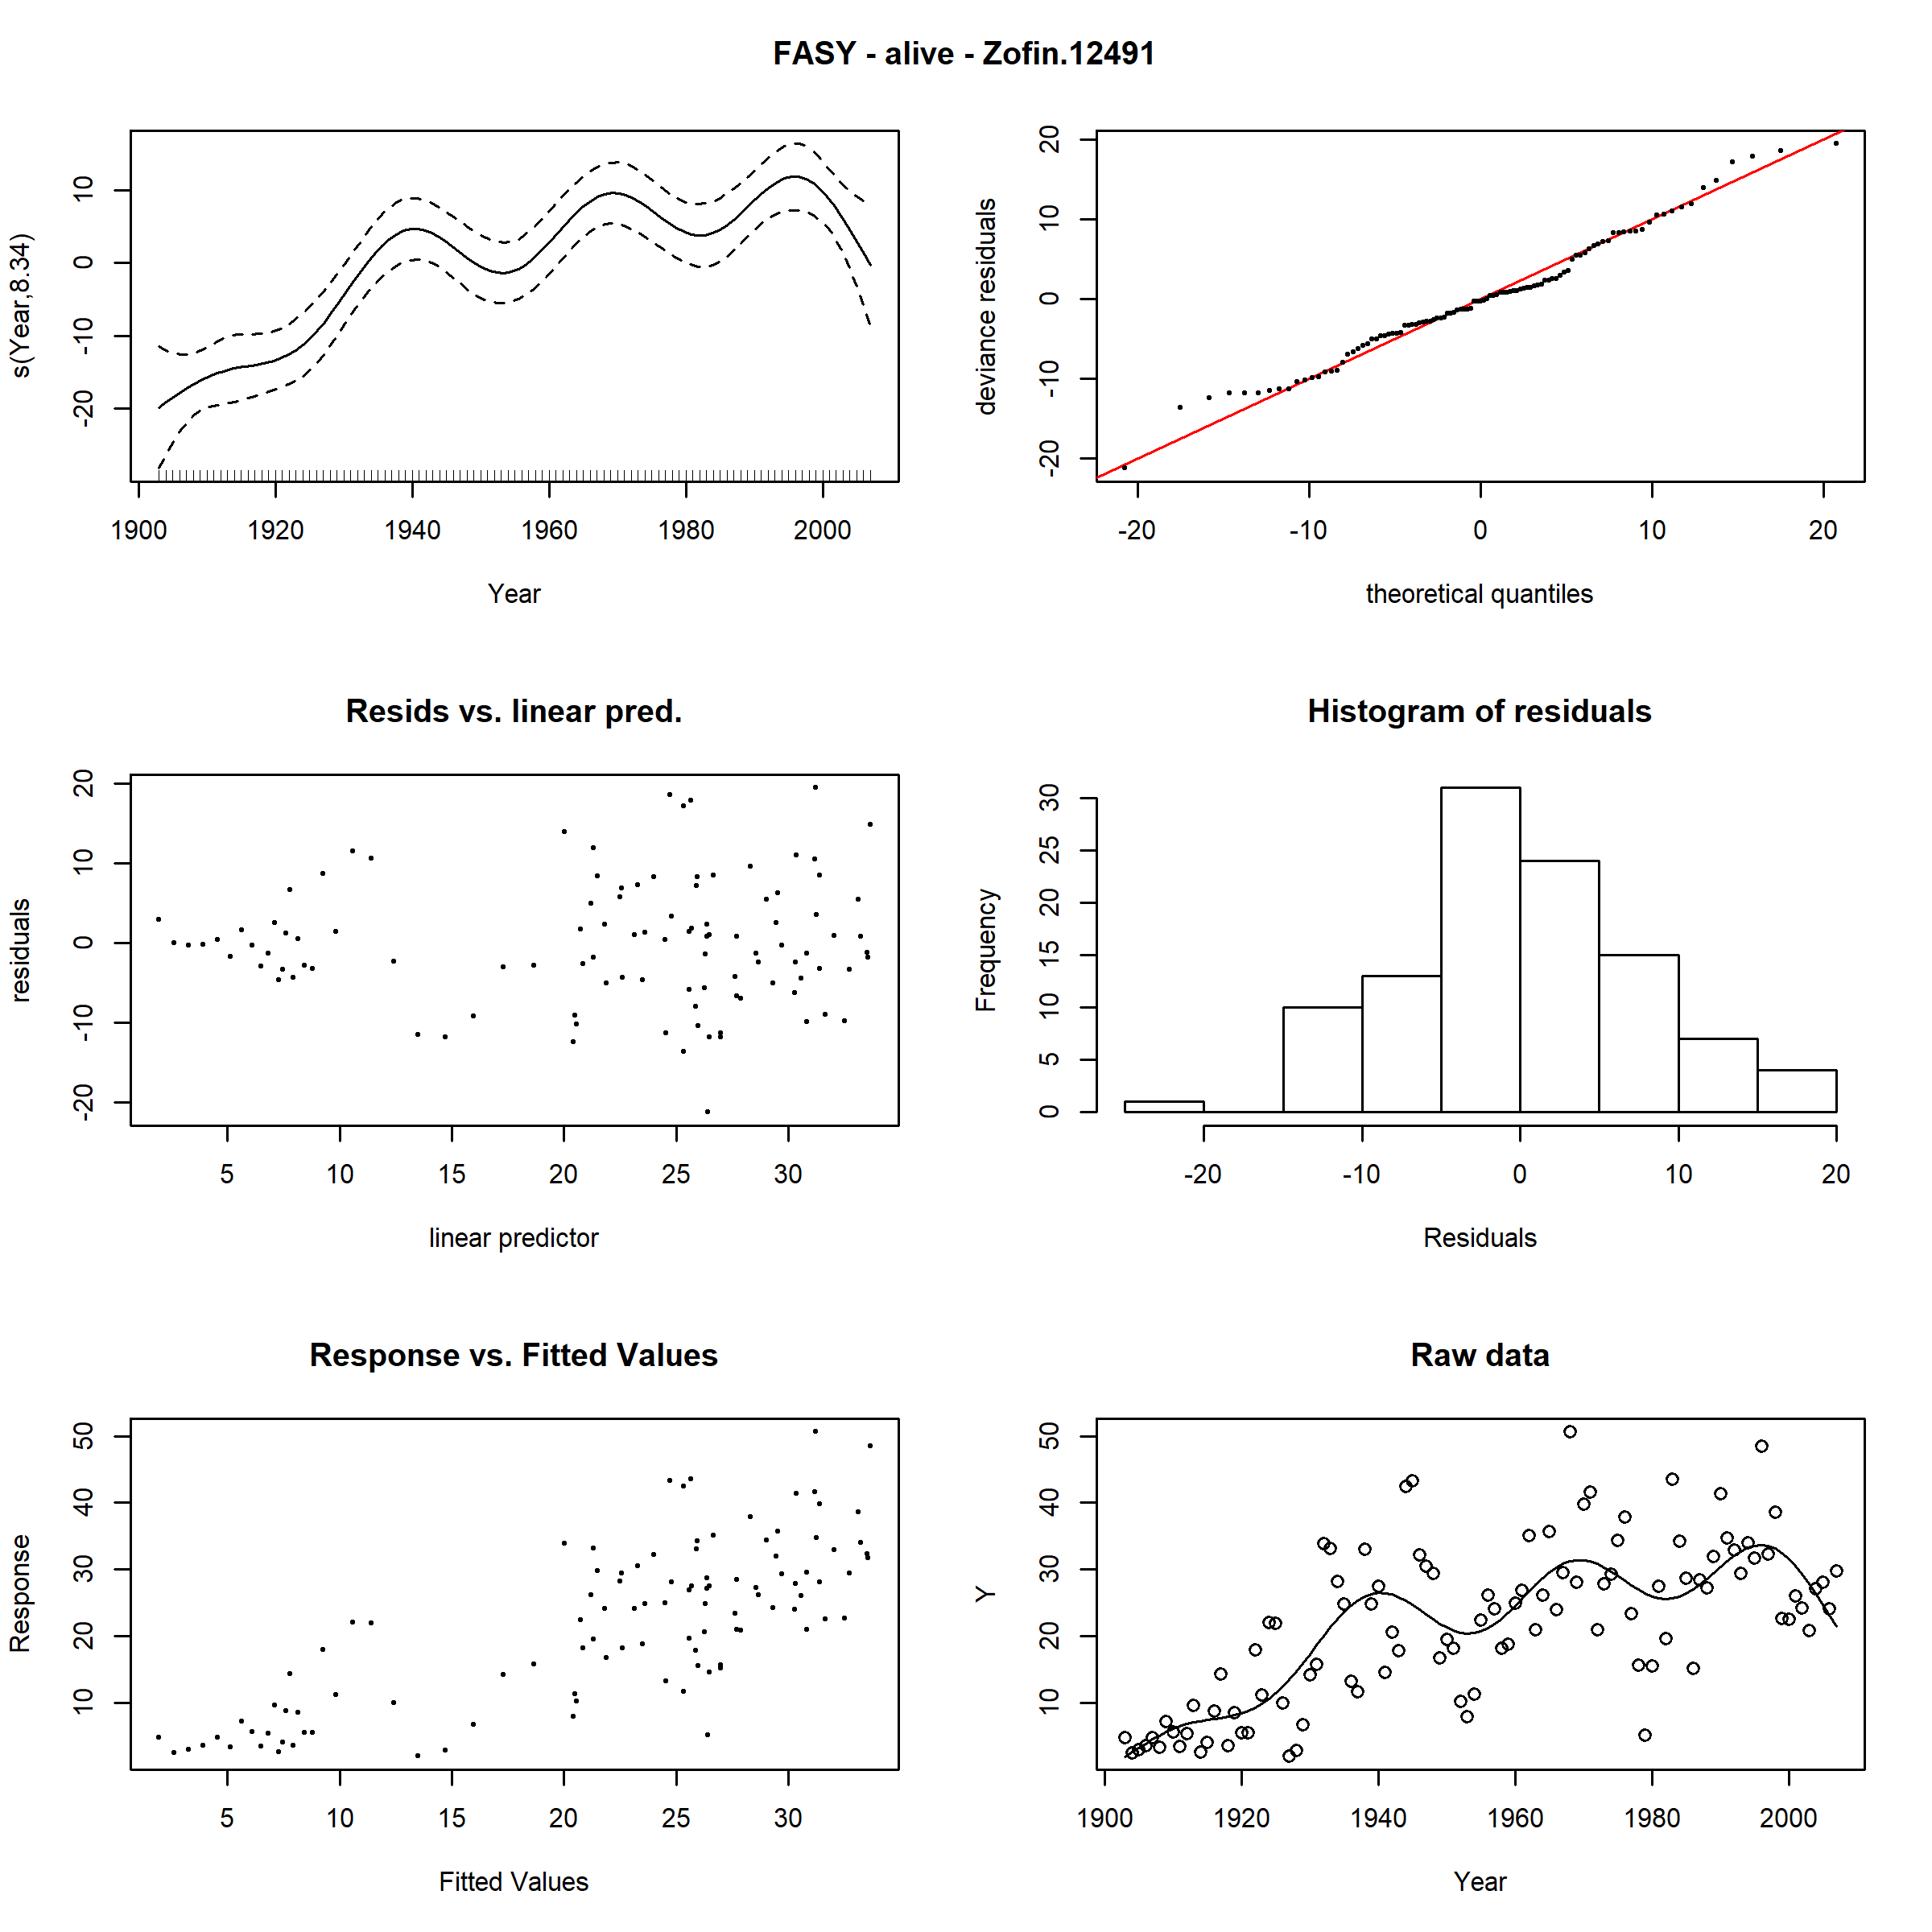 FASY - alive - Zofin.12491
s(Year,8.34)
-20 -10 0 10
1900 1920 1940 1960 1980 2000
Year
deviance residuals
-20 -10 0 10 20
-20 -10 0 10 20
theoretical quantiles
Resids vs. linear pred.
residuals
-20 -10 0 10 20
5 10 15 20 25 30
linear predictor
Histogram of residuals
Frequency
0 5 10 15 20 25 30
-20 -10 0 10 20
Residuals
Response vs. Fitted Values
Response
10 20 30 40 50
5 10 15 20 25 30
Fitted Values
Raw data
Y
10 20 30 40 50
1900 1920 1940 1960 1980 2000
Year